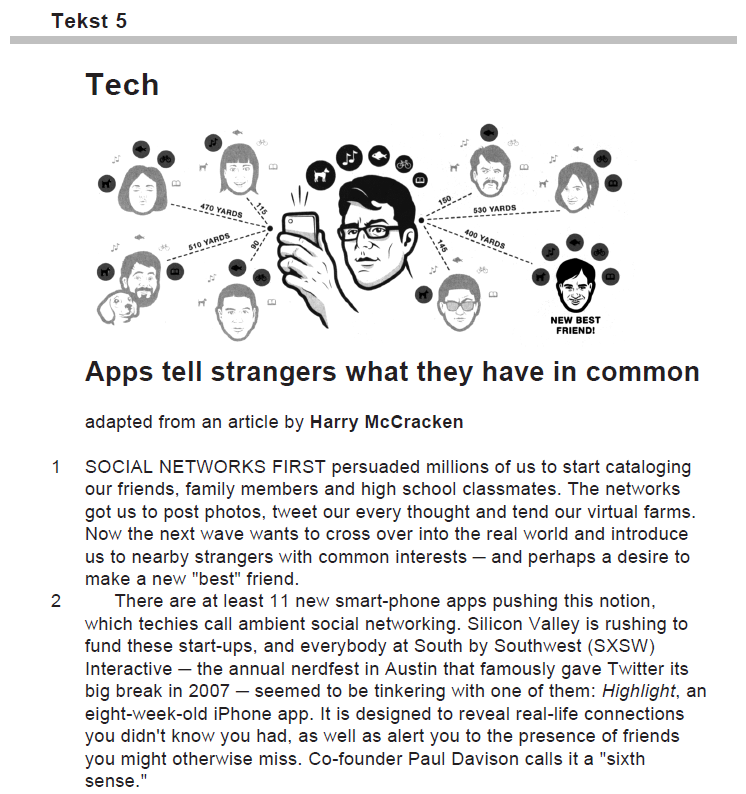 Tekst 5
Tech
470 YARDS
115
510 YARDS
90
150
530 YARDS
145
400 YARDS
NEW BEST
FRIEND!
Apps tell strangers what they have in common
adapted from an article by Harry McCracken
1 SOCIAL NETWORKS FIRST persuaded millions of us to start cataloging
our friends, family members and high school classmates. The networks
got us to post photos, tweet our every thought and tend our virtual farms.
Now the next wave wants to cross over into the real world and introduce
us to nearby strangers with common interests — and perhaps a desire to
make a new "best" friend.
2 There are at least 11 new smart-phone apps pushing this notion,
which techies call ambient social networking. Silicon Valley is rushing to
fund these start-ups, and everybody at South by Southwest (SXSW)
Interactive — the annual nerdfest in Austin that famously gave Twitter its
big break in 2007 — seemed to be tinkering with one of them: Highlight, an
eight-week-old iPhone app. It is designed to reveal real-life connections
you didn't know you had, as well as alert you to the presence of friends
you might otherwise miss. Co-founder Paul Davison calls it a "sixth
sense."